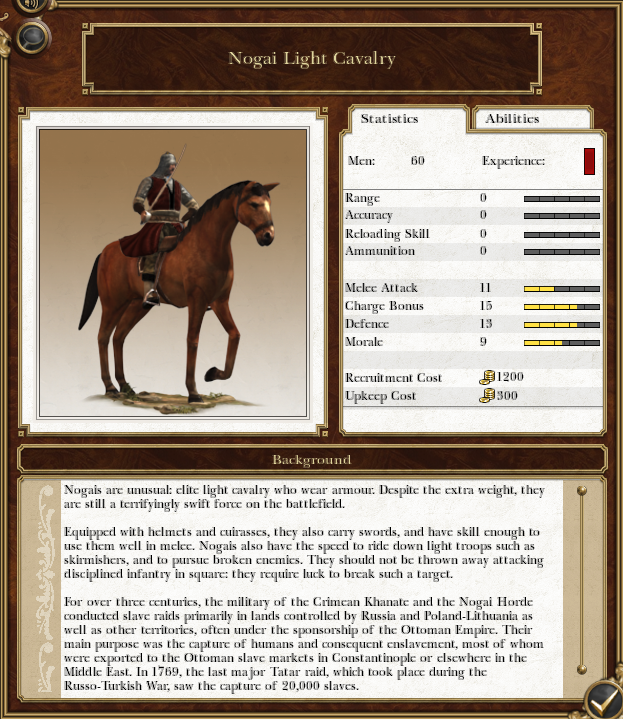 Nogai Light Cavalry
Statistics
Abilities
Men: 60 Experience:
Range 0
Accuracy 0
Reloading Skill 0
Ammunition 0
Melee Attack 11
Charge Bonus 15
Defence 13
Morale 9
Recruitment Cost 1200
Upkeep Cost 300
Background
Nogais are unusual: elite light cavalry who wear armour. Despite the extra weight, they
are still a terrifyingly swift force on the battlefield.
Equipped with helmets and cuirasses, they also carry swords, and have skill enough to
use them well in melee. Nogais also have the speed to ride down light troops such as
skirmishers, and to pursue broken enemies. They should not be thrown away attacking
disciplined infantry in square: they require luck to break such a target.
For over three centuries, the military of the Crimean Khanate and the Nogai Horde
conducted slave raids primarily in lands controlled by Russia and Poland-Lithuania as
well as other territories, often under the sponsorship of the Ottoman Empire. Their
main purpose was the capture of humans and consequent enslavement, most of whom
were exported to the Ottoman slave markets in Constantinople or elsewhere in the
Middle East. In 1769, the last major Tatar raid, which took place during the
Russo-Turkish War, saw the capture of 20,000 slaves.